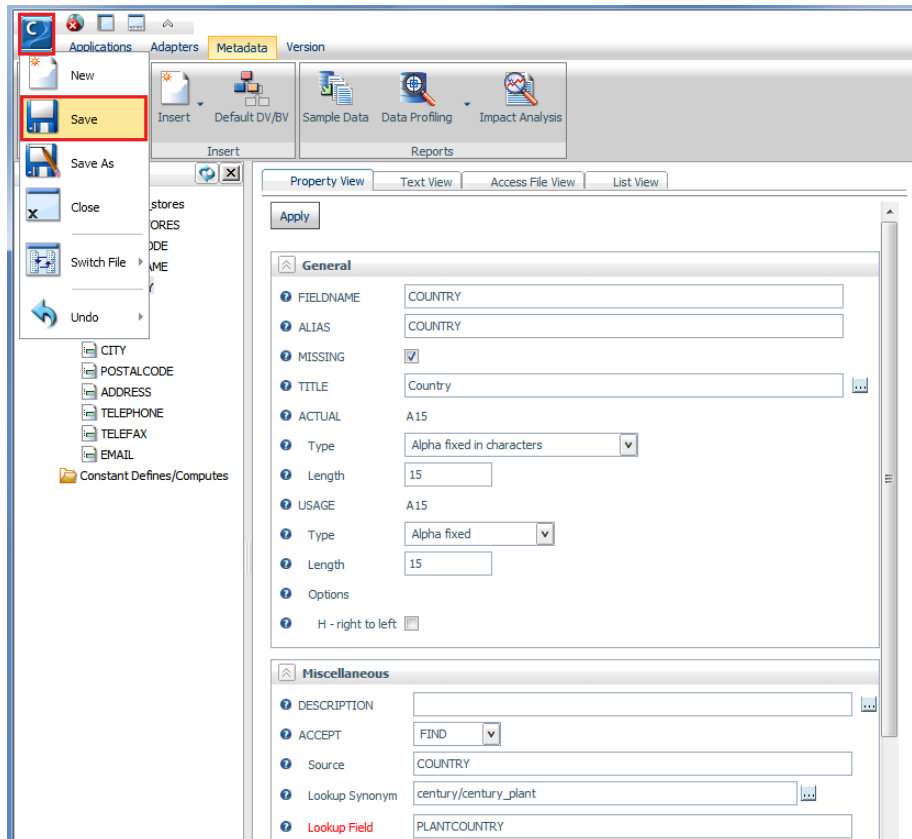 C
Applications Adapters Metadata Version
New
Save
Save As
Close
Switch File
Undo
Insert Default DV/BV Sample Data Data Profiling Impact Analysis
Insert Reports
_stores
ORES
ODE
AME
Y
CITY
POSTALCODE
ADDRESS
TELEPHONE
TELEFAX
EMAIL
Constant Defines/Computes
Property View Text View Access File View List View
Apply
General
FIELDNAME COUNTRY
ALIAS COUNTRY
MISSING
TITLE Country ...
ACTUAL A15
Type Alpha fixed in characters
Length 15
USAGE A15
Type Alpha fixed
Length 15
Options
H - right to left
Miscellaneous
DESCRIPTION ...
ACCEPT FIND
Source COUNTRY
Lookup Synonym century/century_plant ...
Lookup Field PLANTCOUNTRY